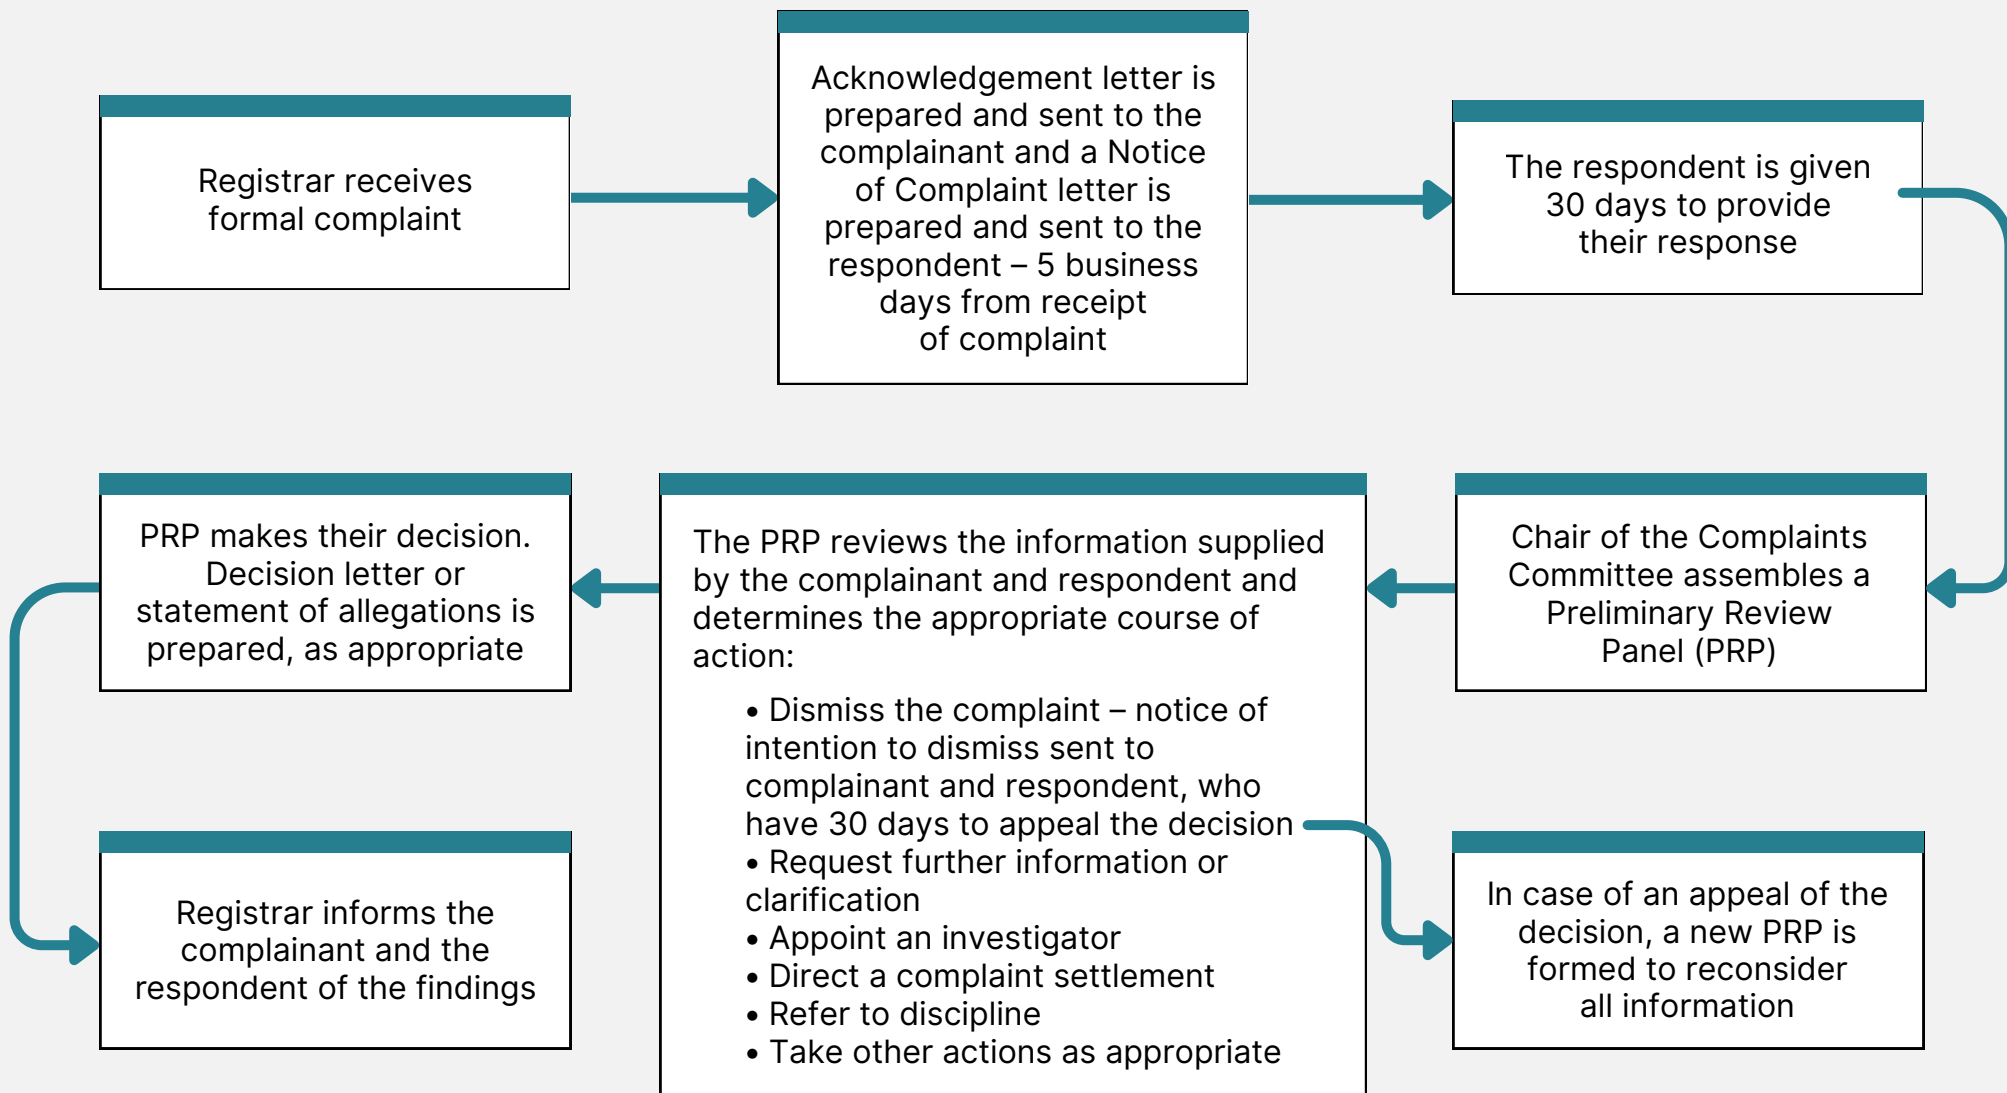 Registrar receives
formal complaint
Acknowledgement letter is
prepared and sent to the
complainant and a Notice
of Complaint letter is
prepared and sent to the
respondent – 5 business
days from receipt
of complaint
The respondent is given
30 days to provide
their response
Chair of the Complaints
Committee assembles a
Preliminary Review
Panel (PRP)
The PRP reviews the information supplied
by the complainant and respondent and
determines the appropriate course of
action:
• Dismiss the complaint – notice of
intention to dismiss sent to
complainant and respondent, who
have 30 days to appeal the decision
• Request further information or
clarification
• Appoint an investigator
• Direct a complaint settlement
• Refer to discipline
• Take other actions as appropriate
In case of an appeal of the
decision, a new PRP is
formed to reconsider
all information
PRP makes their decision.
Decision letter or
statement of allegations is
prepared, as appropriate
Registrar informs the
complainant and the
respondent of the findings